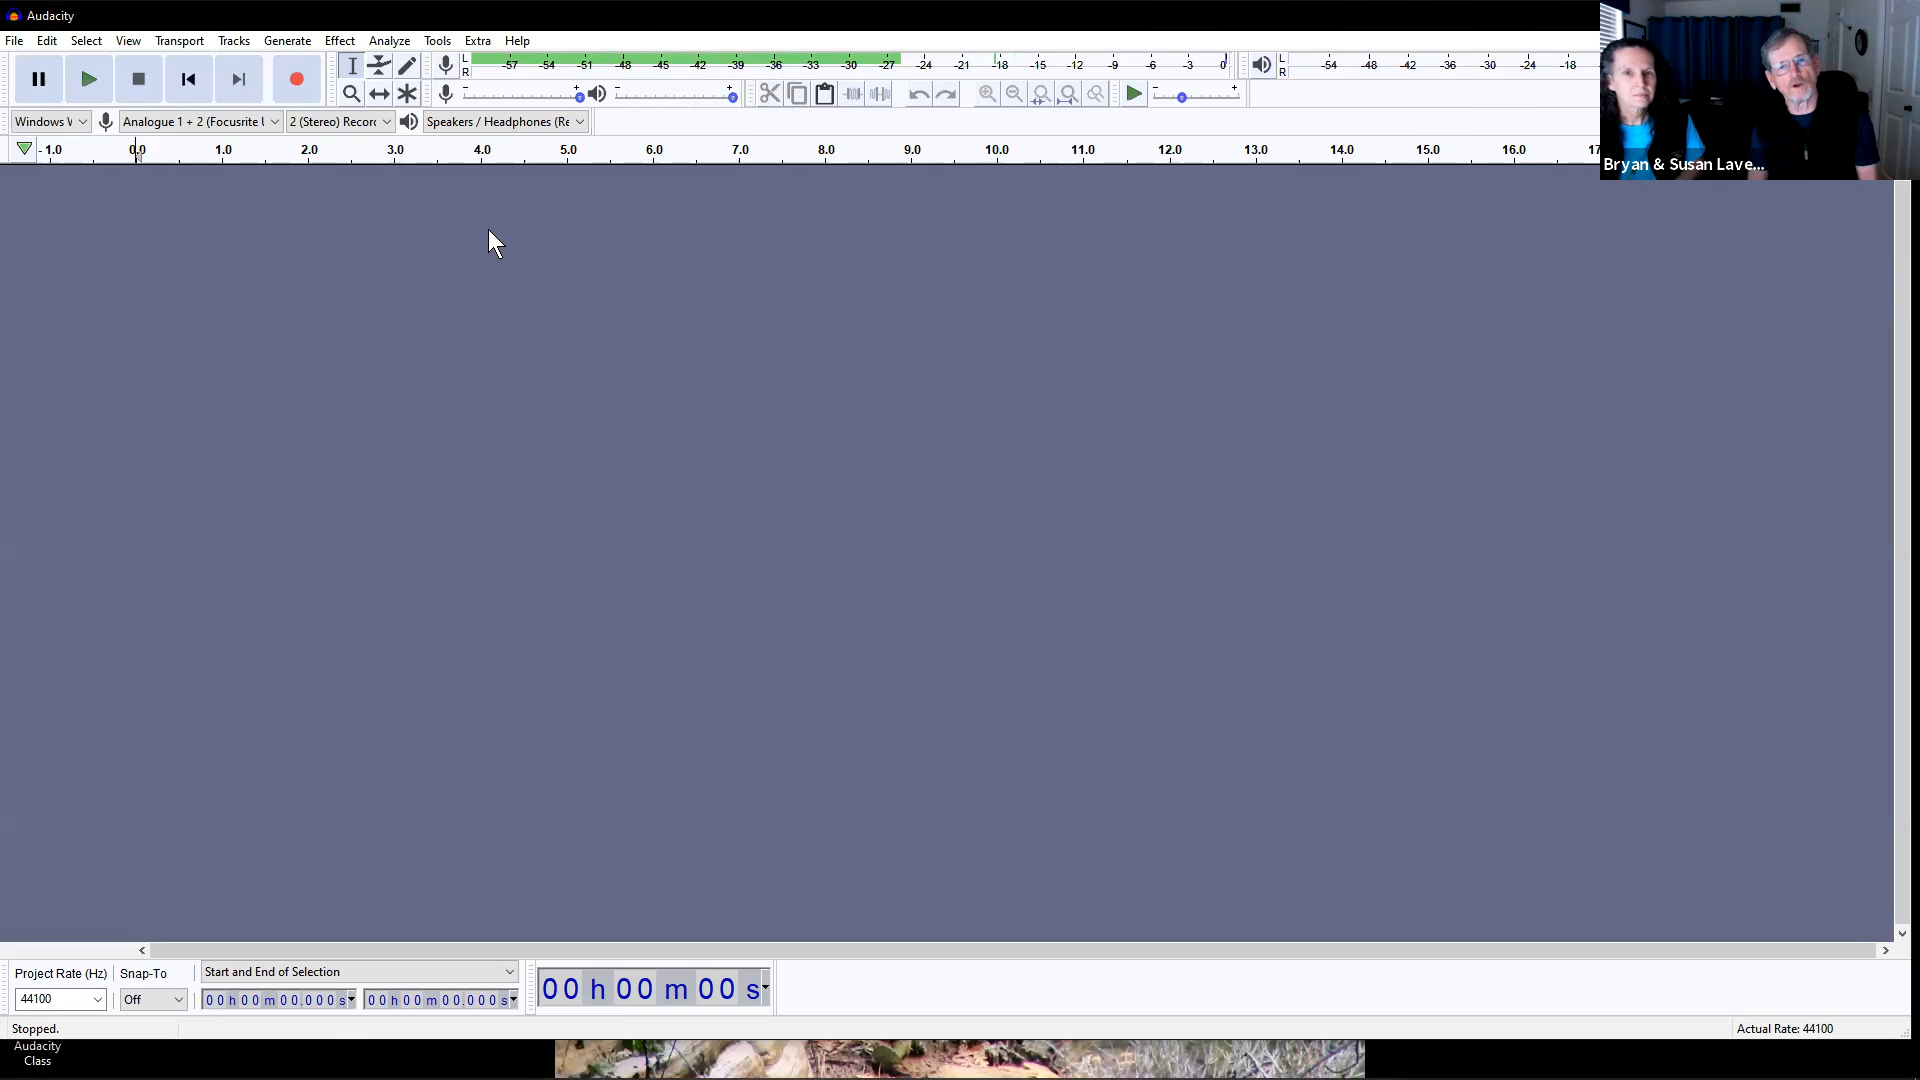 Audacity
File Edit Select View Transport Tracks Generate Effect Analyze Tools Extra Help
L
R
-57 -54 -51 -48 -45 -42 -39 -36 -33 -30 -27 -24 -21 -18 -15 -12 -9 -6 -3 0
L
R
-54 -48 -42 -36 -30 -24 -18
Windows 2 (Stereo) Recor
Analogue 1 + 2 (Focusrite
Speakers / Headphones (Re
- 1.0 0.0 1.0 2.0 3.0 4.0 5.0 6.0 7.0 8.0 9.0 10.0 11.0 12.0 13.0 14.0 15.0 16.0 17
Bryan & Susan Lave...
Project Rate (Hz) Snap-To Start and End of Selection
44100 Off 00 h 00 m 00.000 s 00 h 00 m 00.000 s
00 h 00 m 00 s
Stopped. Actual Rate: 44100
Audacity
Class